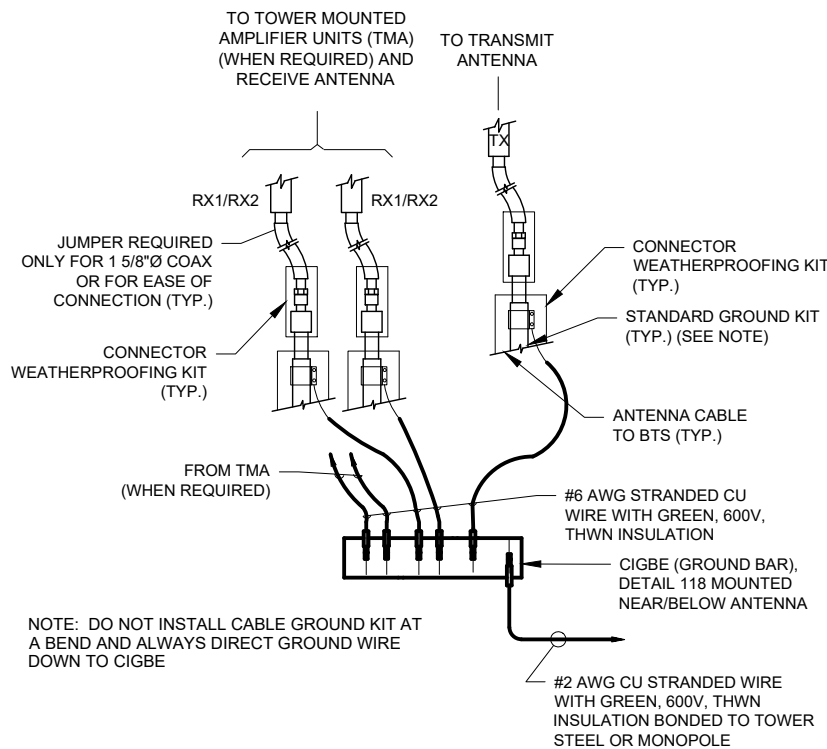 TO TOWER MOUNTED
AMPLIFIER UNITS (TMA)
(WHEN REQUIRED) AND
RECEIVE ANTENNA
TO TRANSMIT
ANTENNA
TX
RX1/RX2
RX1/RX2
JUMPER REQUIRED
ONLY FOR 1 5/8"Ø COAX
OR FOR EASE OF
CONNECTION (TYP.)
CONNECTOR
WEATHERPROOFING KIT
(TYP.)
CONNECTOR
WEATHERPROOFING KIT
(TYP.)
STANDARD GROUND KIT
(TYP.) (SEE NOTE)
ANTENNA CABLE
TO BTS (TYP.)
FROM TMA
(WHEN REQUIRED)
#6 AWG STRANDED CU
WIRE WITH GREEN, 600V,
THWN INSULATION
CIGBE (GROUND BAR),
DETAIL 118 MOUNTED
NEAR/BELOW ANTENNA
NOTE: DO NOT INSTALL CABLE GROUND KIT AT
A BEND AND ALWAYS DIRECT GROUND WIRE
DOWN TO CIGBE
#2 AWG CU STRANDED WIRE
WITH GREEN, 600V, THWN
INSULATION BONDED TO TOWER
STEEL OR MONOPOLE